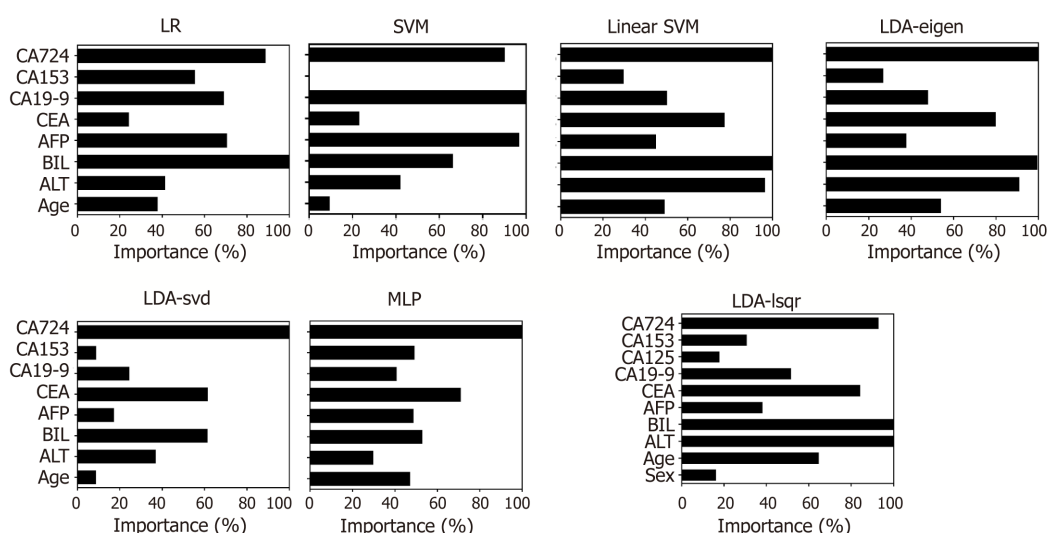 LR SVM Linear SVM LDA-eigen
CA724
CA153
CA19-9
CEA
AFP
BIL
ALT
Age
0 20 40 60 80 100 0 20 40 60 80 100 0 20 40 60 80 100 0 20 40 60 80 100
Importance (%) Importance (%) Importance (%) Importance (%)
LDA-svd MLP LDA-lsqr
CA724
CA153
CA19-9
CEA
AFP
BIL
ALT
Age
0 20 40 60 80 100 0 20 40 60 80 100
Importance (%) Importance (%)
CA724
CA153
CA125
CA19-9
CEA
AFP
BIL
ALT
Age
Sex
0 20 40 60 80 100
Importance (%)